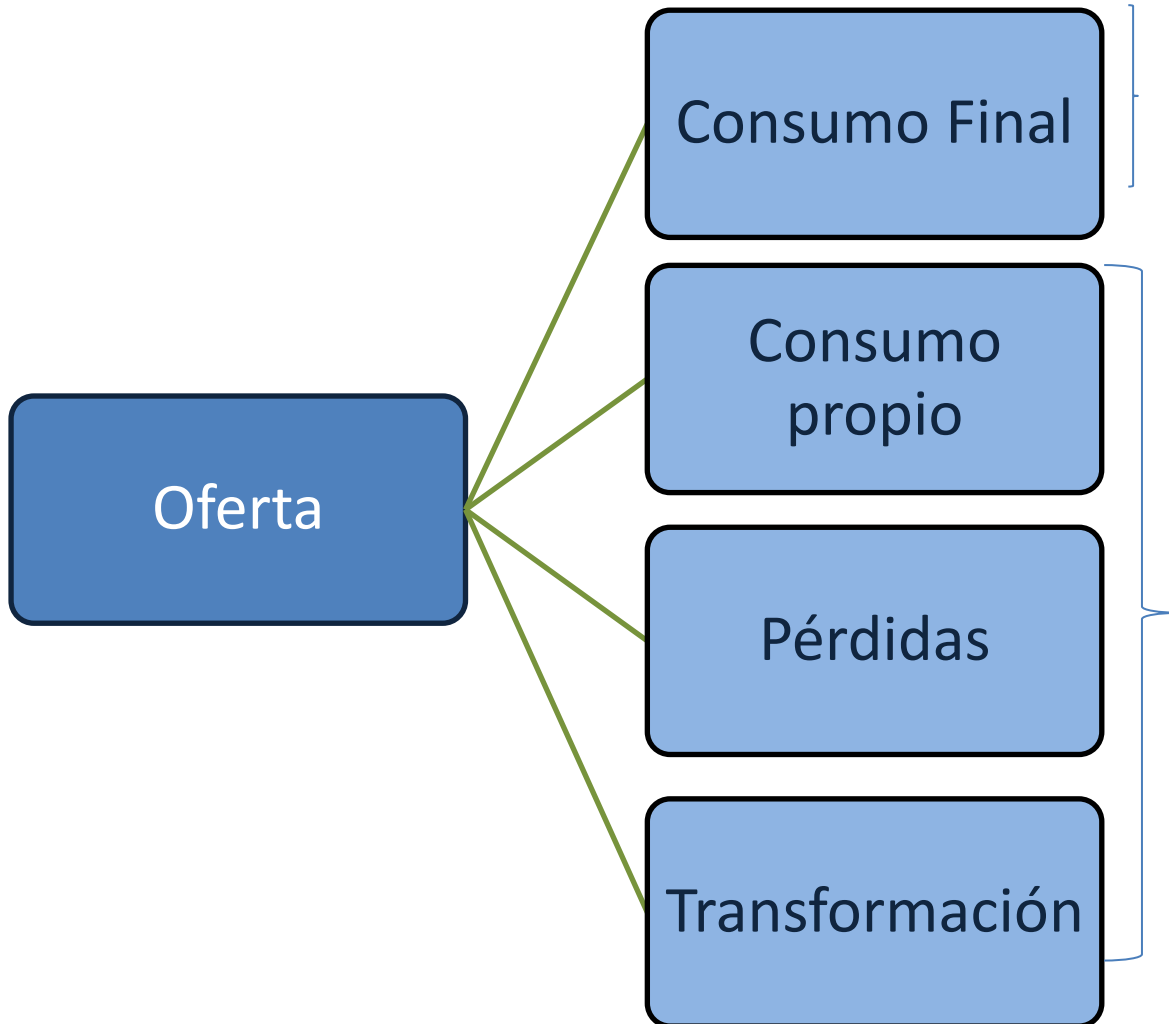 Consumo Final
Consumo
propio
Oferta
Pérdidas
Transformación